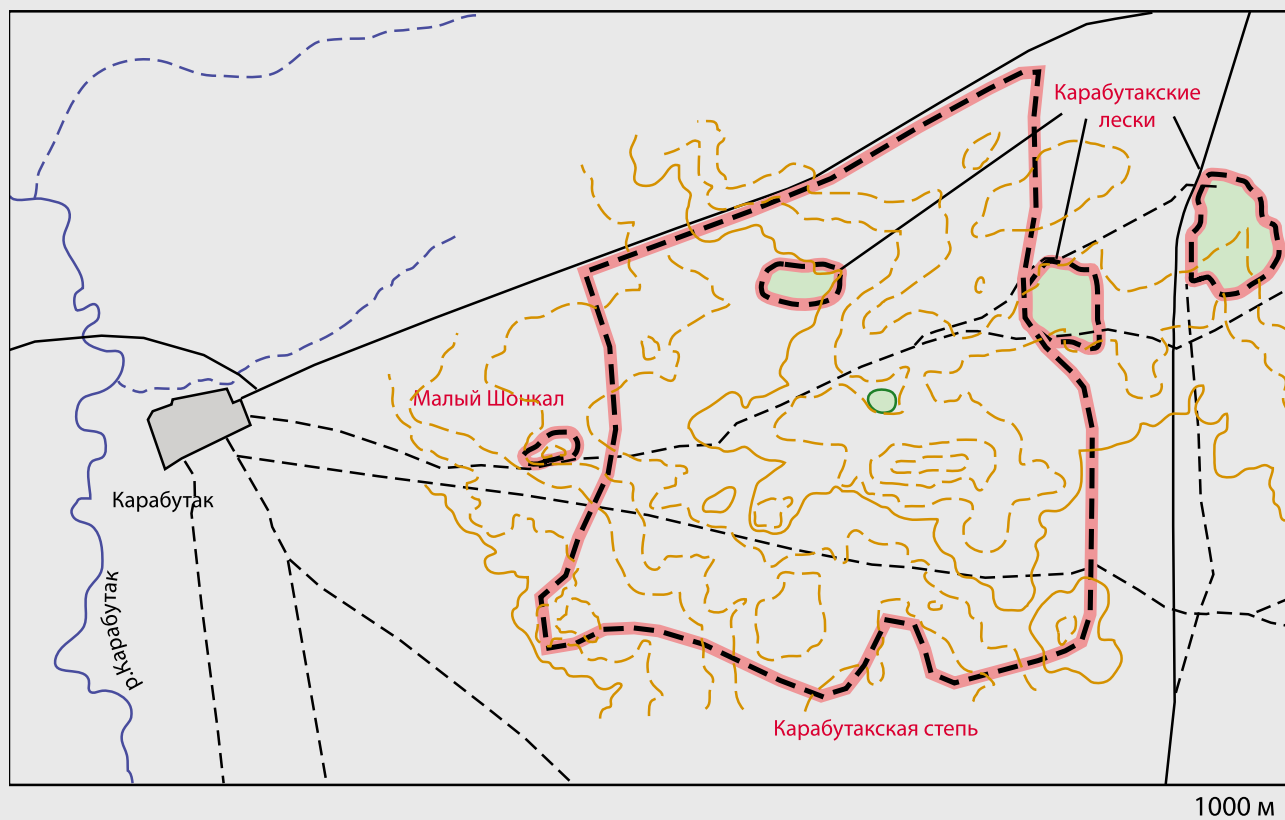 Карабутакские
лески
Малый Шонкал
Карабутак
р.Карабутак
Карабутакская степь
1000 м